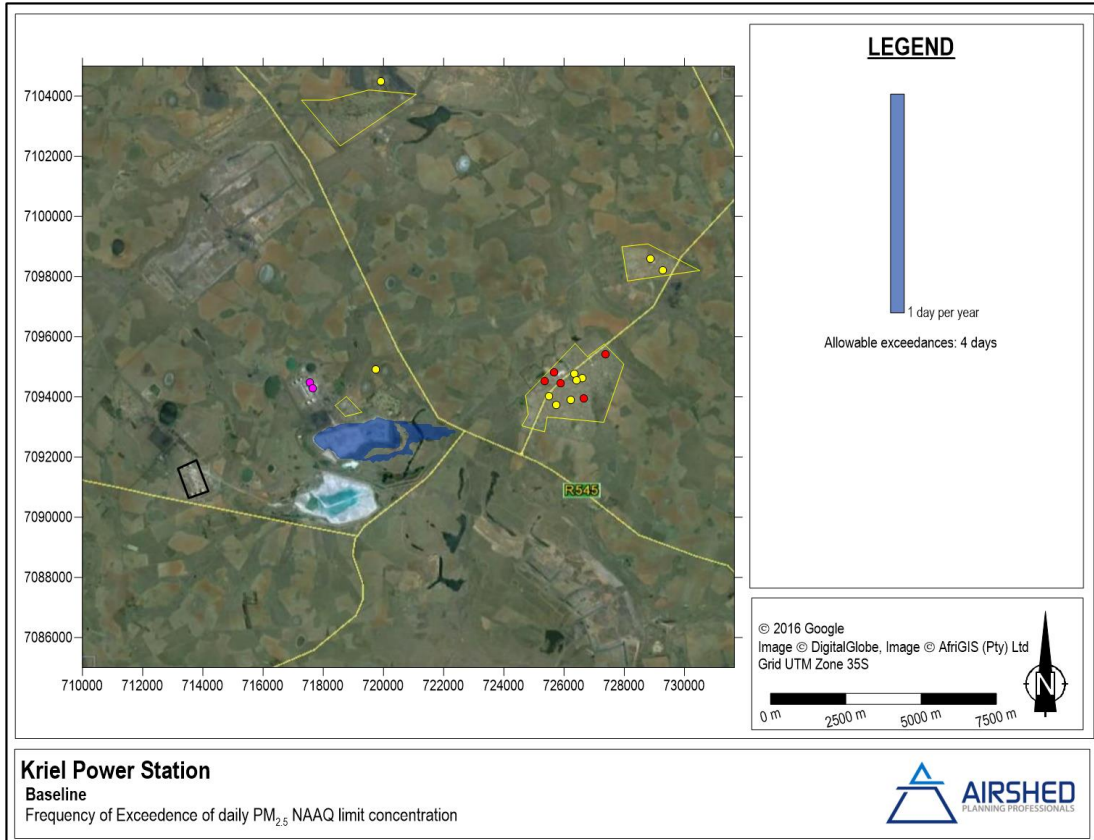 LEGEND
1 day per year
Allowable exceedances: 4 days
7104000
7102000
7100000
7098000
7096000
7094000
7092000
7090000
7088000
7086000
710000 712000 714000 716000 718000 720000 722000 724000 726000 728000 730000
R545
© 2016 Google
Image © DigitalGlobe, Image © AfriGIS (Pty) Ltd
Grid UTM Zone 35S
0 m 2500 m 5000 m 7500 m
N
Kriel Power Station
Baseline
Frequency of Exceedence of daily PM2.5 NAAQ limit concentration
AIRSHED
PLANNING PROFESSIONALS